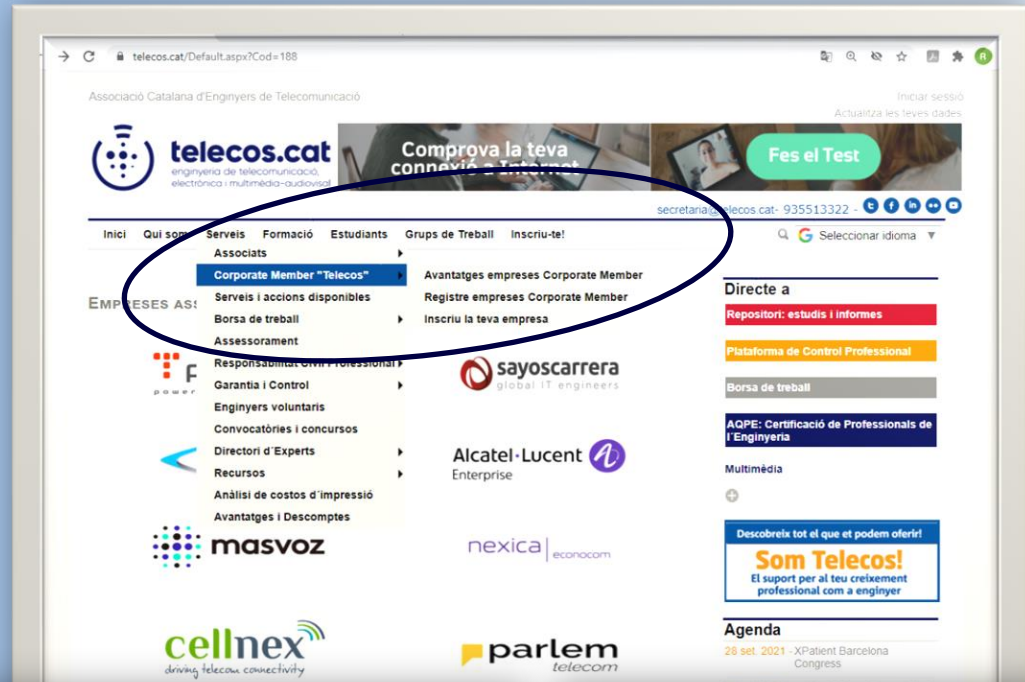 telecos.cat/Default.aspx?Cod=188
R
Associació Catalana d'Enginyers de Telecomunicació
Iniciar sessió
Actualitza les teves dades
telecos.cat
enginyeria de telecomunicació,
electrònica i multimèdia-audiovisual
Comprova la teva
connexió a Internet
Fes el Test
secretaria@telecos.cat- 935513322 -
Inici Qui som Serveis Formació Estudiants Grups de Treball Inscriu-te!
Seleccionar idioma
Associats
Corporate Member "Telecos"
Serveis i accions disponibles
Borsa de treball
Assessorament
Responsabilitat Civil Professional
Garantia i Control
Enginyers voluntaris
Convocatòries i concursos
Directori d´Experts
Recursos
Anàlisi de costos d´impressió
Avantatges i Descomptes
Avantatges empreses Corporate Member
Registre empreses Corporate Member
Inscriu la teva empresa
EMPRESES
sayoscarrera
global IT engineers
Alcatel·Lucent
Enterprise
masvoz
nexica econocom
cellnex
driving telecom connectivity
parlem
telecom
Directe a
Repositori: estudis i informes
Plataforma de Control Professional
Borsa de treball
AQPE: Certificació de Professionals de
l´Enginyeria
Multimèdia
Descobreix tot el que et podem oferir!
Som Telecos!
El suport per al teu creixement
professional com a enginyer
Agenda
28 set. 2021 - XPatient Barcelona
Congress